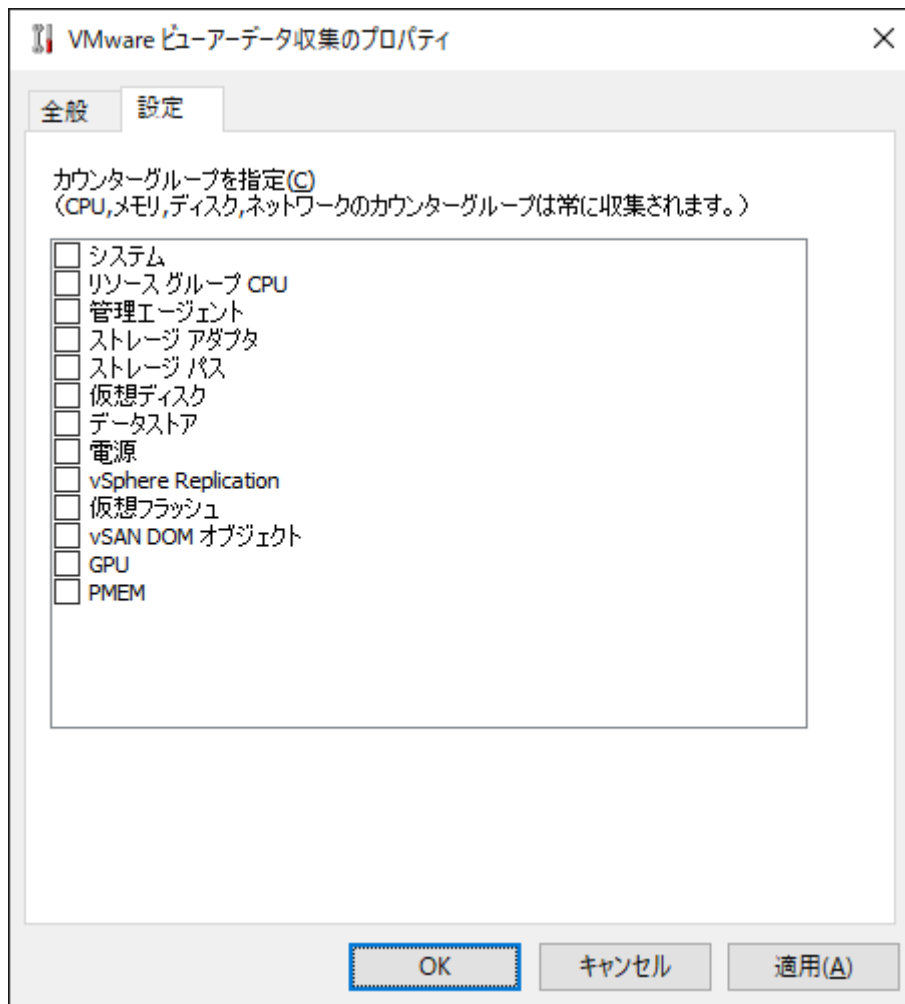 VMware ビューアーデータ収集のプロパティ
全般
設定
カウンターグループを指定(C)
（CPU,メモリ,ディスク,ネットワークのカウンターグループは常に収集されます。）
システム
リソース グループ CPU
管理エージェント
ストレージ アダプタ
ストレージ パス
仮想ディスク
データストア
電源
vSphere Replication
仮想フラッシュ
vSAN DOM オブジェクト
GPU
PMEM
OK
キャンセル
適用(A)